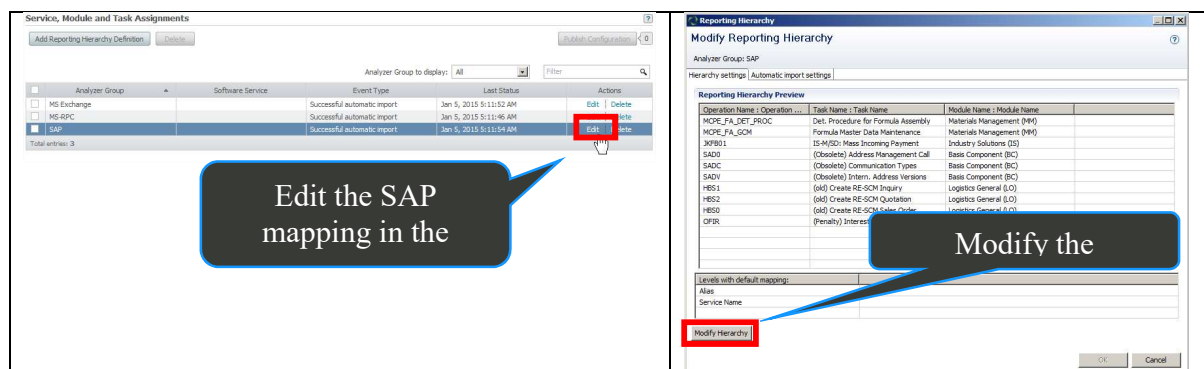 Service, Module and Task Assignments
Add Reporting Hierarchy Definition Delete Publish Configuration 0
Analyzer Group to display: All Filter
Analyzer Group Software Service Event Type Last Status Actions
MS Exchange Successful automatic import Jan 5, 2015 5:11:52 AM Edit | Delete
MS-RPC Successful automatic import Jan 5, 2015 5:11:46 AM Delete
SAP Successful automatic import Jan 5, 2015 5:11:54 AM Edit Delete
Total entries: 3
Edit the SAP
mapping in the
Reporting Hierarchy
Modify Reporting Hierarchy
Analyzer Group: SAP
Hierarchy settings Automatic import settings
Reporting Hierarchy Preview
Operation Name : Operation ... Task Name : Task Name Module Name : Module Name
MCPE_FA_DET_PROC Det. Procedure for Formula Assembly Materials Management (MM)
MCPE_FA_GCM Formula Master Data Maintenance Materials Management (MM)
JKFB01 IS-M/SD: Mass Incoming Payment Industry Solutions (IS)
SAD0 (Obsolete) Address Management Call Basis Component (BC)
SADC (Obsolete) Communication Types Basis Component (BC)
SADV (Obsolete) Intern. Address Versions Basis Component (BC)
HBS1 (old) Create RE-SCM Inquiry Logistics General (LO)
HBS2 (old) Create RE-SCM Quotation Logistics General (LO)
HBS0 (old) Create RE-SCM Sales Order Logistics General (LO)
OFIR (Penalty) Interest
Modify the
Levels with default mapping:
Alias
Service Name
Modify Hierarchy
OK Cancel